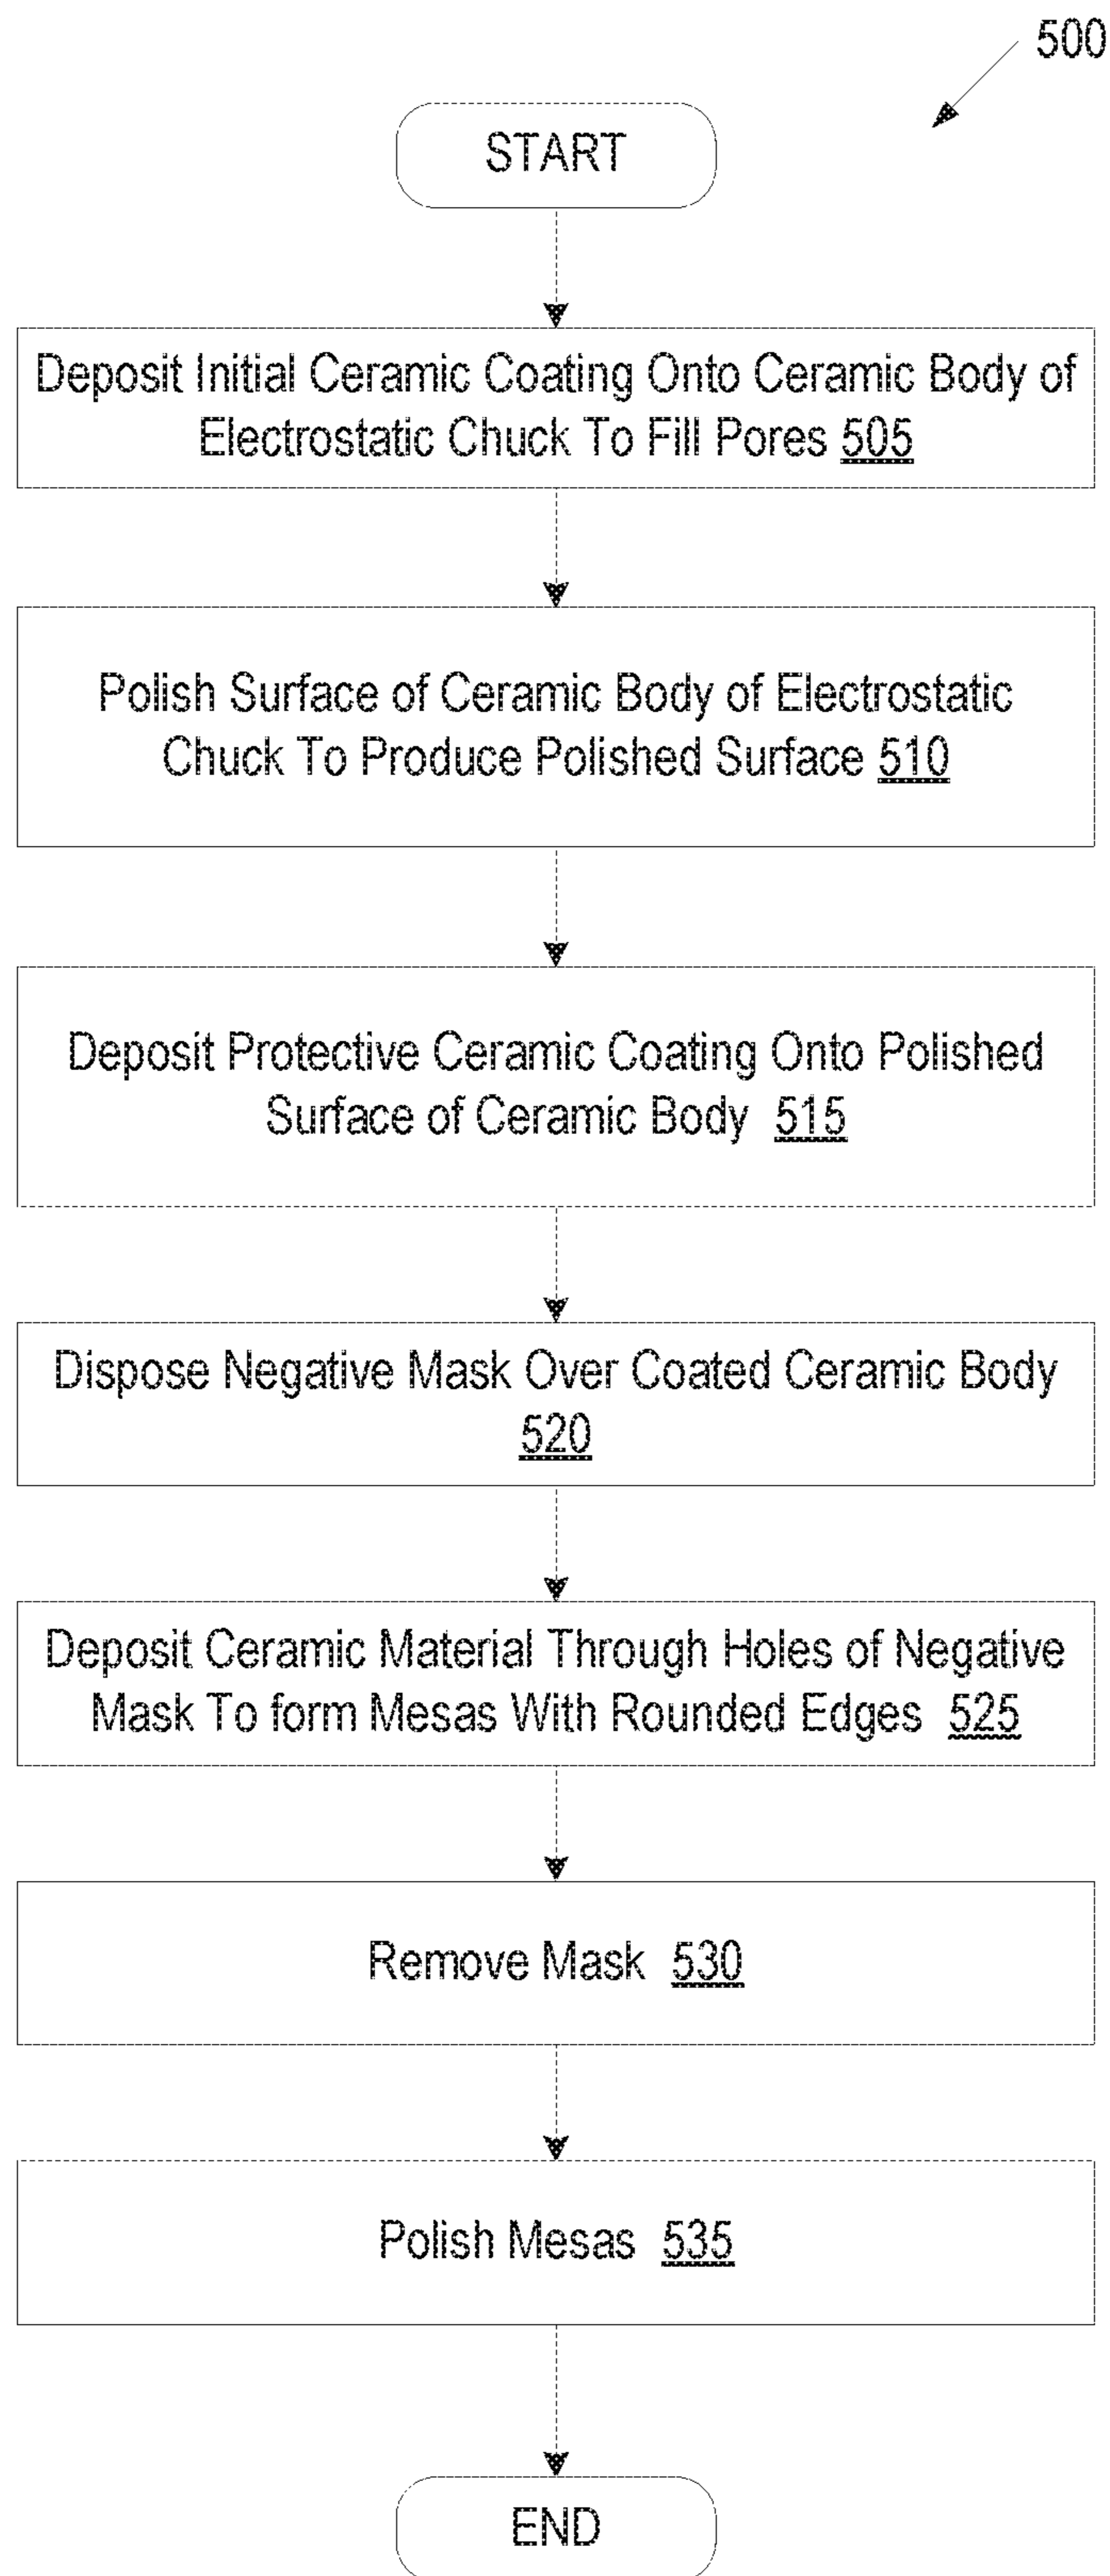 500
START
Deposit Initial Ceramic Coating Onto Ceramic Body of
Electrostatic Chuck To Fill Pores 505
Polish Surface of Ceramic Body of Electrostatic
Chuck To Produce Polished Surface 510
Deposit Protective Ceramic Coating Onto Polished
Surface of Ceramic Body 515
Dispose Negative Mask Over Coated Ceramic Body
520
Deposit Ceramic Material Through Holes of Negative
Mask To form Mesas With Rounded Edges 525
Remove Mask 530
Polish Mesas 535
END